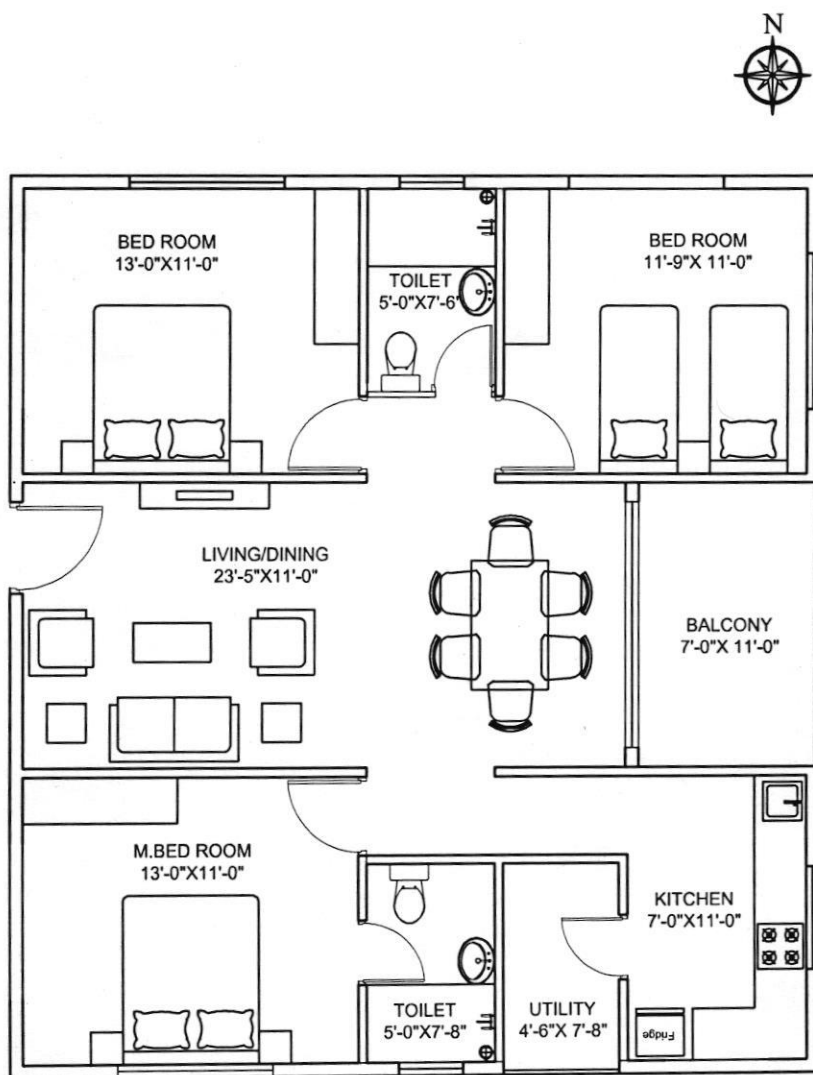 N
BED ROOM
13'-0"X11'-0"
BED ROOM
11'-9"X 11'-0"
TOILET
5'-0"X7'-6"
LIVING/DINING
23'-5"X11'-0"
BALCONY
7'-0"X 11'-0"
M.BED ROOM
13'-0"X11'-0"
KITCHEN
7'-0"X11'-0"
TOILET
5'-0"X7'-8"
UTILITY
4'-6"X 7'-8"
Fridge